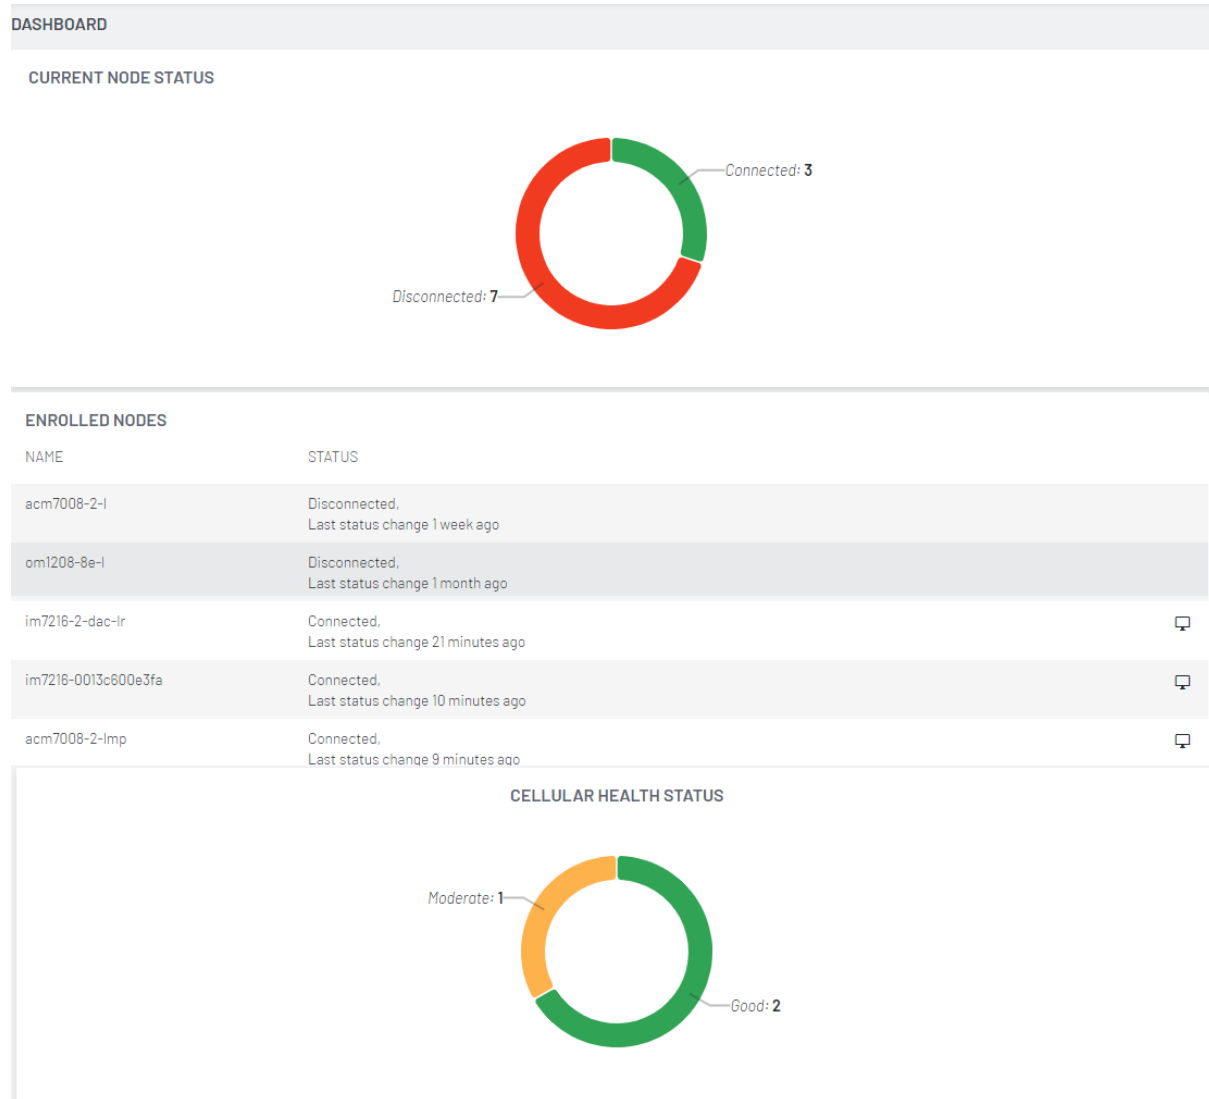 DASHBOARD
CURRENT NODE STATUS
Connected: 3
Disconnected: 7
ENROLLED NODES
NAME STATUS
acm7008-2-l Disconnected,
Last status change 1 week ago
om1208-8e-l Disconnected,
Last status change 1 month ago
im7216-2-dac-lr Connected,
Last status change 21 minutes ago
im7216-0013c600e3fa Connected,
Last status change 10 minutes ago
acm7008-2-lmp Connected,
Last status change 9 minutes ago
CELLULAR HEALTH STATUS
Moderate: 1
Good: 2